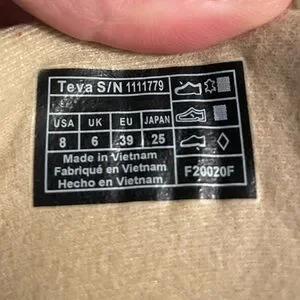 Teva S/N 1111779
USA UK EU JAPAN
8 6 39 25
Made in Vietnam
Fabriqué en Vietnam
Hecho en Vietnam
F20020F